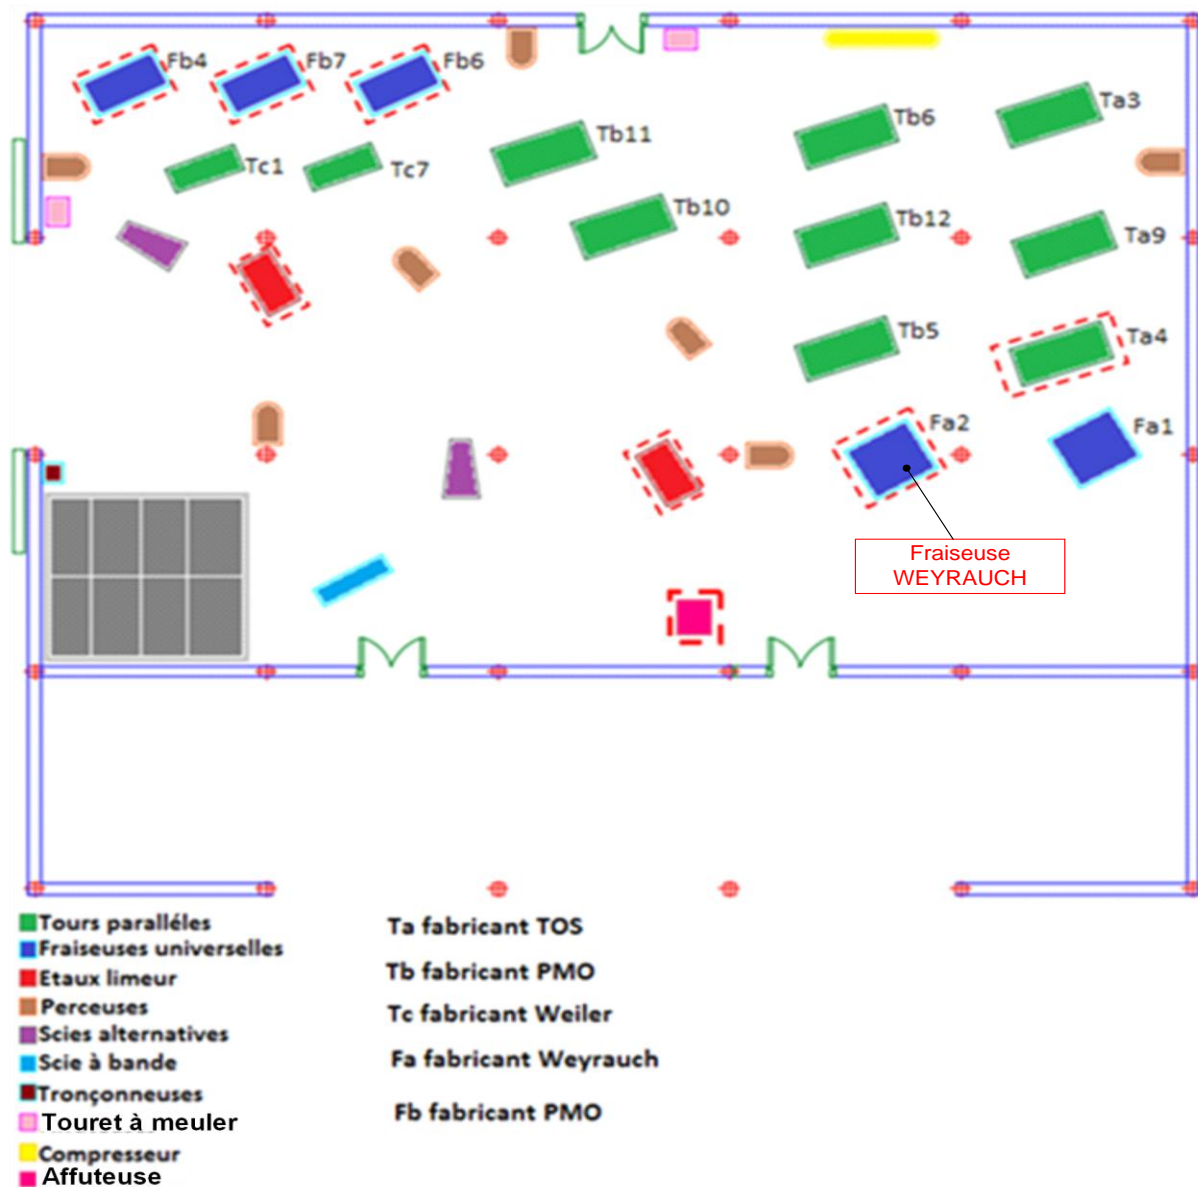 Fb4
Fb7
Fb6
Tc1
Tc7
Tb11
Tb10
Tb6
Tb12
Tb5
Ta3
Ta9
Ta4
Fa2
Fa1
Fraiseuse
WEYRAUCH
Tours paralléles
Fraiseuses universelles
Etaux limeur
Perceuses
Scies alternatives
Scie à bande
Tronçonneuses
Touret à meuler
Compresseur
Affuteuse
Ta fabricant TOS
Tb fabricant PMO
Tc fabricant Weiler
Fa fabricant Weyrauch
Fb fabricant PMO